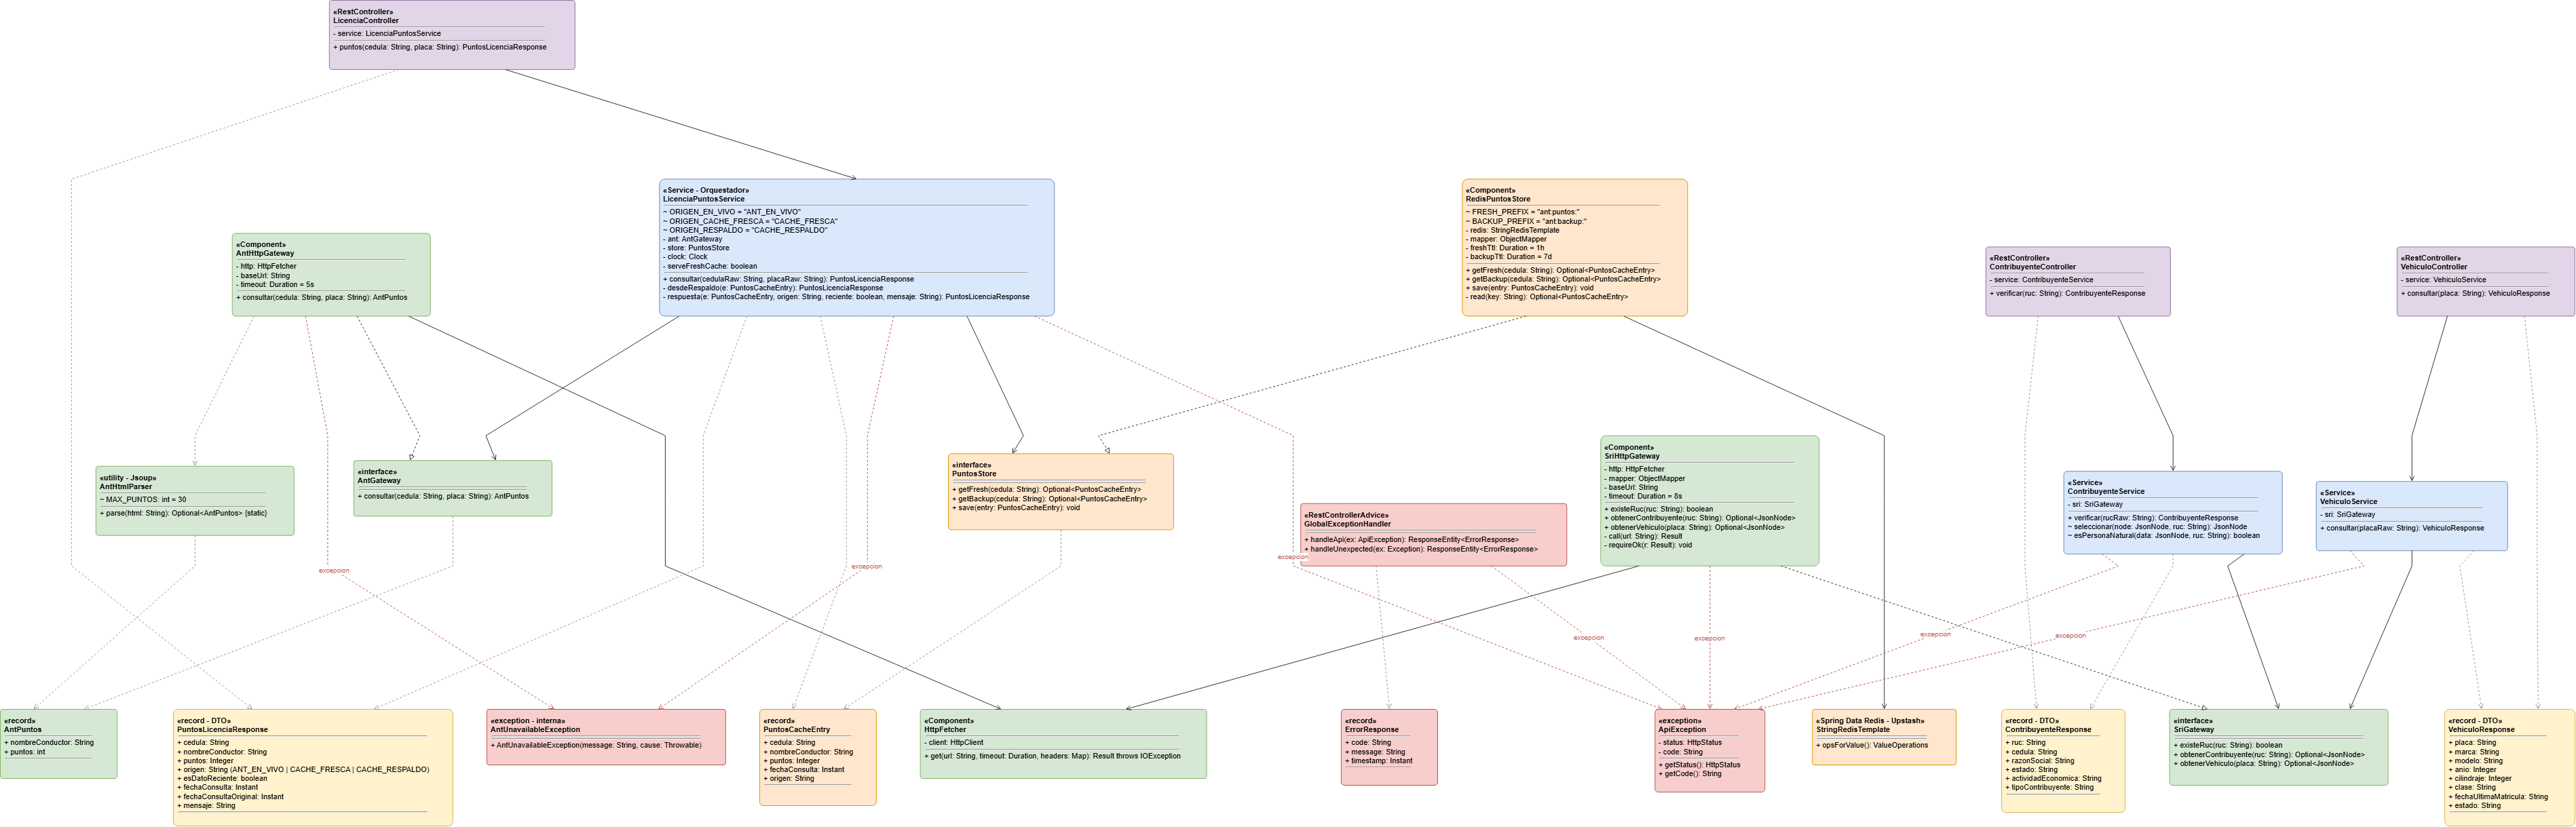 «RestController»
LicenciaController
- service: LicenciaPuntosService
+ puntos(cedula: String, placa: String): PuntosLicenciaResponse
«Service - Orquestador»
LicenciaPuntosService
~ ORIGEN_EN_VIVO = "ANT_EN_VIVO"
~ ORIGEN_CACHE_FRESCA = "CACHE_FRESCA"
~ ORIGEN_RESPALDO = "CACHE_RESPALDO"
- ant: AntGateway
- store: PuntosStore
- clock: Clock
- serveFreshCache: boolean
+ consultar(cedulaRaw: String, placaRaw: String): PuntosLicenciaResponse
- desdeRespaldo(e: PuntosCacheEntry): PuntosLicenciaResponse
- respuesta(e: PuntosCacheEntry, origen: String, reciente: boolean, mensaje: String): PuntosLicenciaResponse
«Component»
RedisPuntosStore
~ FRESH_PREFIX = "ant:puntos:"
~ BACKUP_PREFIX = "ant:backup:"
- redis: StringRedisTemplate
- mapper: ObjectMapper
- freshTtl: Duration = 1h
- backupTtl: Duration = 7d
+ getFresh(cedula: String): Optional<PuntosCacheEntry>
+ getBackup(cedula: String): Optional<PuntosCacheEntry>
+ save(entry: PuntosCacheEntry): void
- read(key: String): Optional<PuntosCacheEntry>
«Component»
AntHttpGateway
- http: HttpFetcher
- baseUrl: String
- timeout: Duration = 5s
+ consultar(cedula: String, placa: String): AntPuntos
«RestController»
ContribuyenteController
- service: ContribuyenteService
+ verificar(ruc: String): ContribuyenteResponse
«RestController»
VehiculoController
- service: VehiculoService
+ consultar(placa: String): VehiculoResponse
«utility - Jsoup»
AntHtmlParser
~ MAX_PUNTOS: int = 30
+ parse(html: String): Optional<AntPuntos> {static}
«interface»
AntGateway
+ consultar(cedula: String, placa: String): AntPuntos
«interface»
PuntosStore
+ getFresh(cedula: String): Optional<PuntosCacheEntry>
+ getBackup(cedula: String): Optional<PuntosCacheEntry>
+ save(entry: PuntosCacheEntry): void
«RestControllerAdvice»
GlobalExceptionHandler
+ handleApi(ex: ApiException): ResponseEntity<ErrorResponse>
+ handleUnexpected(ex: Exception): ResponseEntity<ErrorResponse>
«Component»
SriHttpGateway
- http: HttpFetcher
- mapper: ObjectMapper
- baseUrl: String
- timeout: Duration = 8s
+ existeRuc(ruc: String): boolean
+ obtenerContribuyente(ruc: String): Optional<JsonNode>
+ obtenerVehiculo(placa: String): Optional<JsonNode>
- call(url: String): Result
- requireOk(r: Result): void
«Service»
ContribuyenteService
- sri: SriGateway
+ verificar(rucRaw: String): ContribuyenteResponse
~ seleccionar(node: JsonNode, ruc: String): JsonNode
~ esPersonaNatural(data: JsonNode, ruc: String): boolean
«Service»
VehiculoService
- sri: SriGateway
+ consultar(placaRaw: String): VehiculoResponse
excepcion
excepcion
excepcion
excepcion
excepcion
excepcion
excepcion
«record»
AntPuntos
+ nombreConductor: String
+ puntos: int
«record - DTO»
PuntosLicenciaResponse
+ cedula: String
+ nombreConductor: String
+ puntos: Integer
+ origen: String (ANT_EN_VIVO | CACHE_FRESCA | CACHE_RESPALDO)
+ esDatoReciente: boolean
+ fechaConsulta: Instant
+ fechaConsultaOriginal: Instant
+ mensaje: String
«exception - interna»
AntUnavailableException
+ AntUnavailableException(message: String, cause: Throwable)
«record»
PuntosCacheEntry
+ cedula: String
+ nombreConductor: String
+ puntos: Integer
+ fechaConsulta: Instant
+ origen: String
«Component»
HttpFetcher
- client: HttpClient
+ get(url: String, timeout: Duration, headers: Map): Result throws IOException
«record»
ErrorResponse
+ code: String
+ message: String
+ timestamp: Instant
«exception»
ApiException
- status: HttpStatus
- code: String
+ getStatus(): HttpStatus
+ getCode(): String
«Spring Data Redis - Upstash»
StringRedisTemplate
+ opsForValue(): ValueOperations
«record - DTO»
ContribuyenteResponse
+ ruc: String
+ cedula: String
+ razonSocial: String
+ estado: String
+ actividadEconomica: String
+ tipoContribuyente: String
«interface»
SriGateway
+ existeRuc(ruc: String): boolean
+ obtenerContribuyente(ruc: String): Optional<JsonNode>
+ obtenerVehiculo(placa: String): Optional<JsonNode>
«record - DTO»
VehiculoResponse
+ placa: String
+ marca: String
+ modelo: String
+ anio: Integer
+ cilindraje: Integer
+ clase: String
+ fechaUltimaMatricula: String
+ estado: String